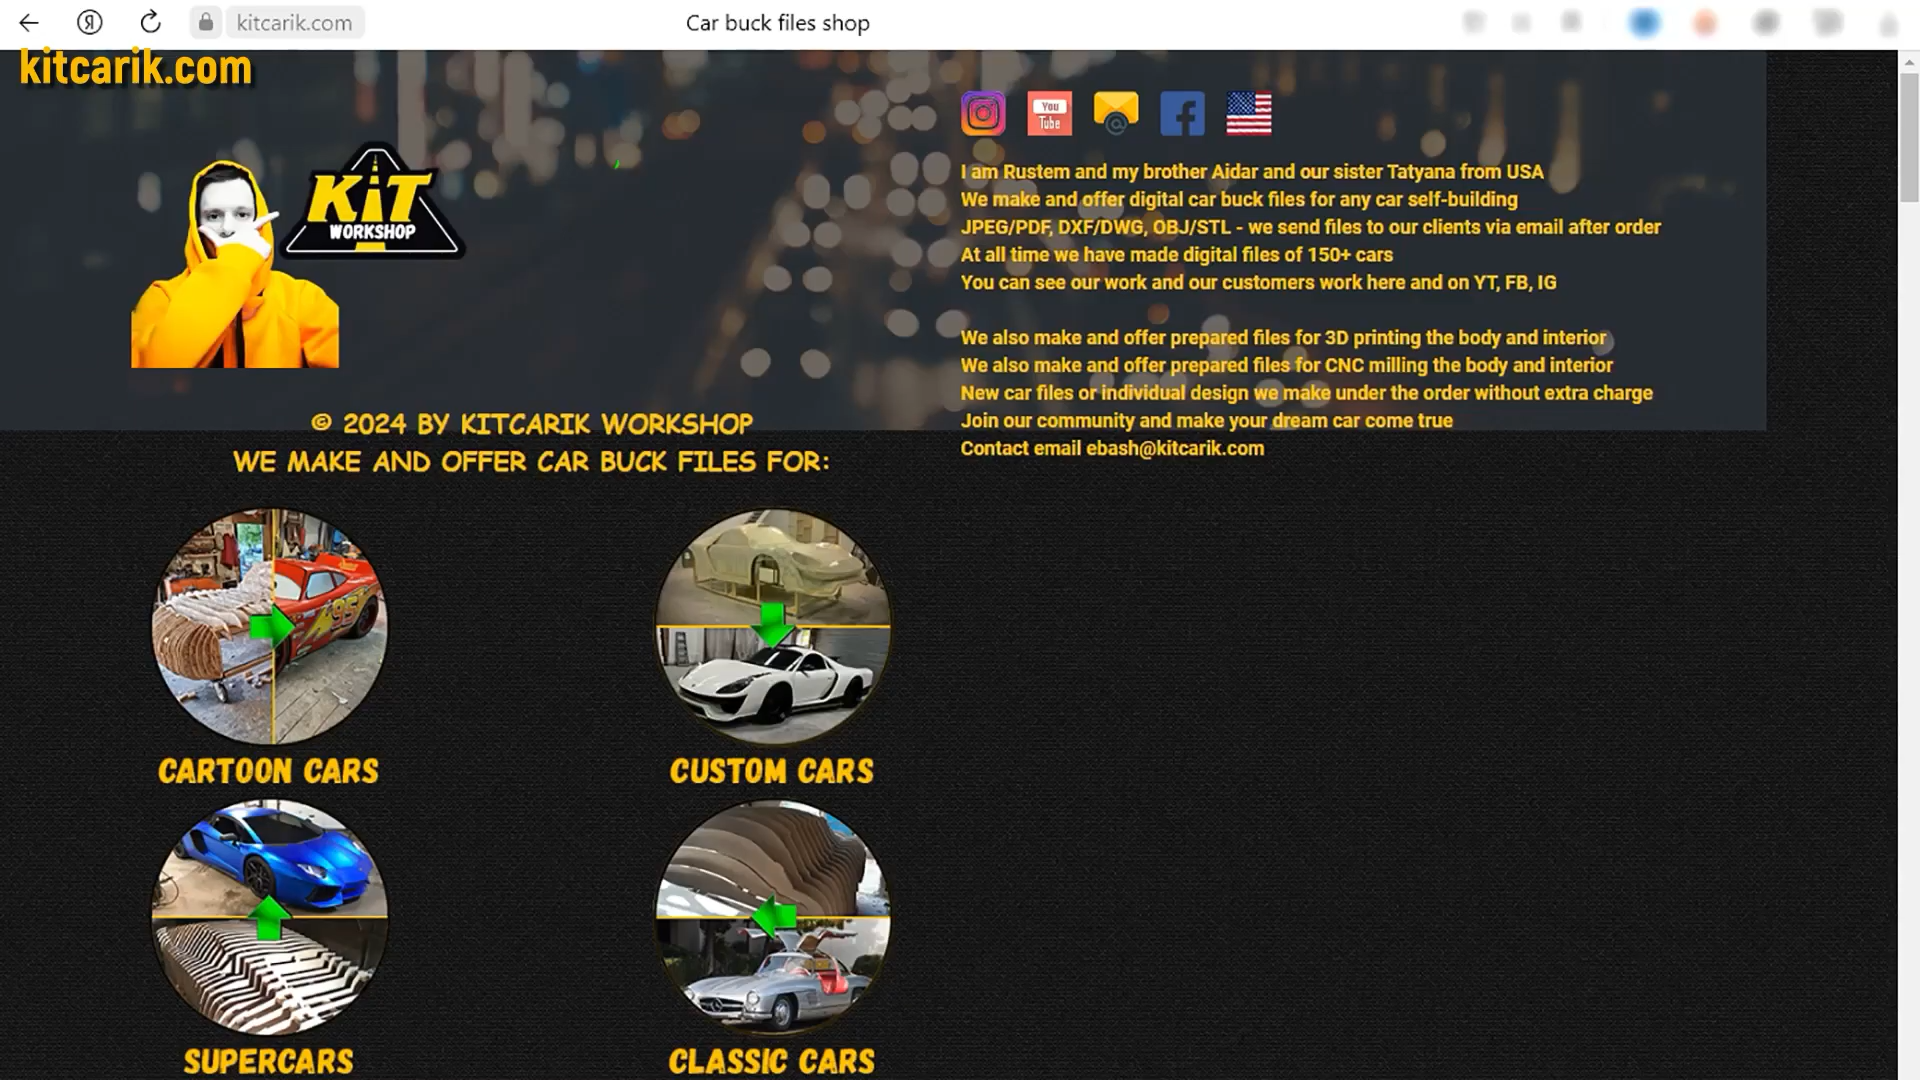 kitcarik.com
Car buck files shop
kitcarik.com
You
Tube
KiT
WORKSHOP
I am Rustem and my brother Aidar and our sister Tatyana from USA
We make and offer digital car buck files for any car self-building
JPEG/PDF, DXF/DWG, OBJ/STL - we send files to our clients via email after order
At all time we have made digital files of 150+ cars
You can see our work and our customers work here and on YT, FB, IG
We also make and offer prepared files for 3D printing the body and interior
We also make and offer prepared files for CNC milling the body and interior
New car files or individual design we make under the order without extra charge
Join our community and make your dream car come true
Contact email ebash@kitcarik.com
© 2024 BY KITCARIK WORKSHOP
WE MAKE AND OFFER CAR BUCK FILES FOR:
95
CARTOON CARS
CUSTOM CARS
SUPERCARS
CLASSIC CARS